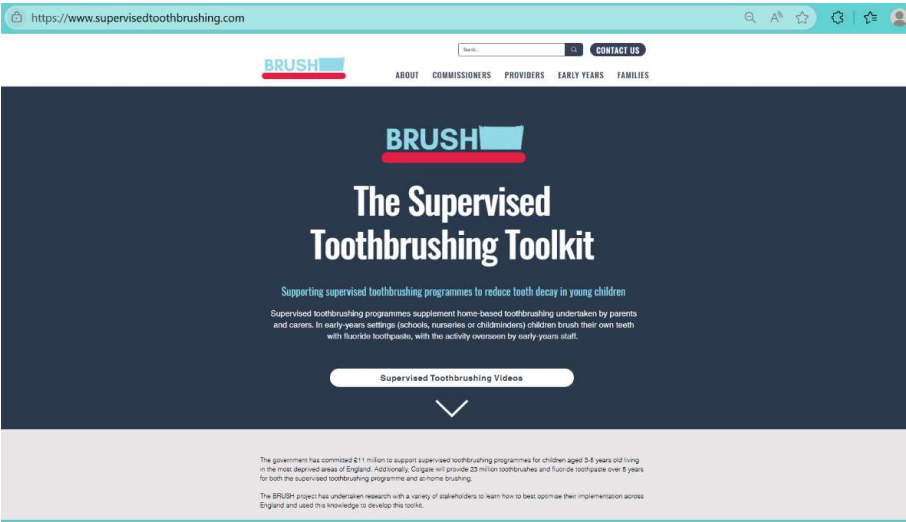 https://www.supervisedtoothbrushing.com
Search...
CONTACT US
BRUSH
ABOUT COMMISSIONERS PROVIDERS EARLY YEARS FAMILIES
BRUSH
The Supervised
Toothbrushing Toolkit
Supporting supervised toothbrushing programmes to reduce tooth decay in young children
Supervised toothbrushing programmes supplement home-based toothbrushing undertaken by parents
and carers. In early-years settings (schools, nurseries or childminders) children brush their own teeth
with fluoride toothpaste, with the activity overseen by early-years staff.
Supervised Toothbrushing Videos
The government has committed £11 million to support supervised toothbrushing programmes for children aged 3-5 years old living
in the most deprived areas of England. Additionally, Colgate will provide 23 million toothbrushes and fluoride toothpaste over 5 years
for both the supervised toothbrushing programme and at-home brushing.
The BRUSH project has undertaken research with a variety of stakeholders to learn how to best optimise their implementation across
England and used this knowledge to develop this toolkit.